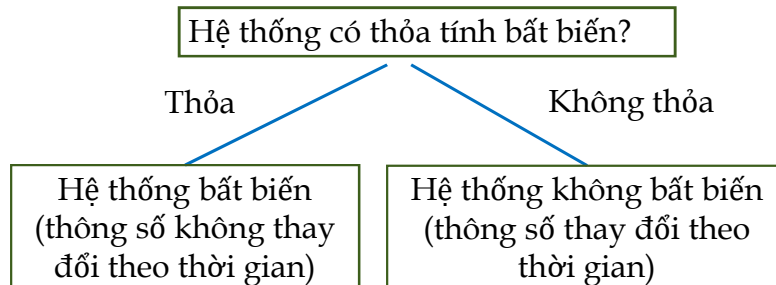 Hệ thống có thỏa tính bất biến?
Thỏa
Không thỏa
Hệ thống bất biến
(thông số không thay
đổi theo thời gian)
Hệ thống không bất biến
(thông số thay đổi theo
thời gian)